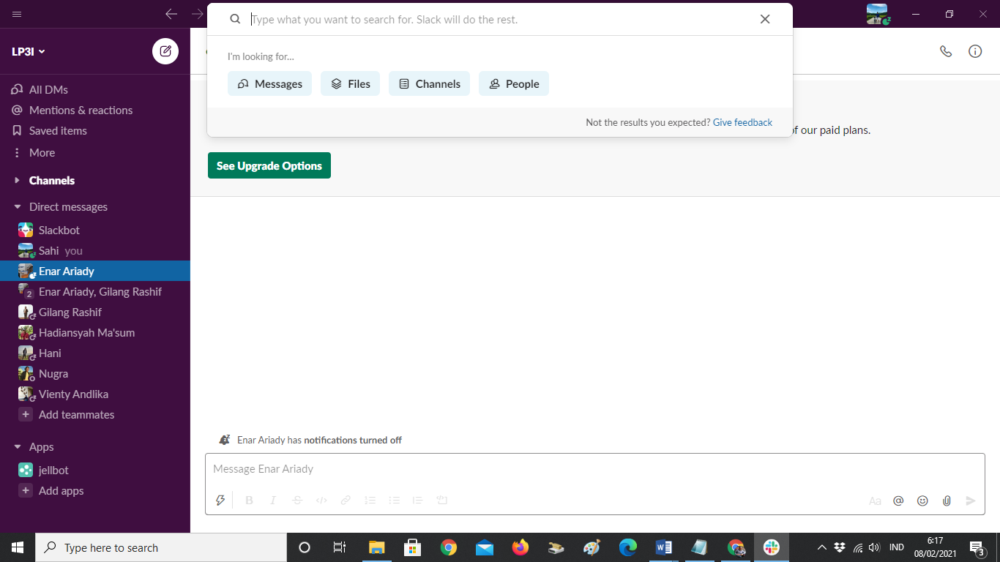 Type what you want to search for. Slack will do the rest.
I'm looking for...
Messages
Files
Channels
People
Not the results you expected? Give feedback
LP3I
All DMs
Mentions & reactions
Saved items
More
Channels
Direct messages
Slackbot
Sahi you
Enar Ariady
2 Enar Ariady, Gilang Rashif
Gilang Rashif
Hadiansyah Ma'sum
Hani
Nugra
Vienty Andlika
Add teammates
Apps
jellbot
Add apps
of our paid plans.
See Upgrade Options
Enar Ariady has notifications turned off
Message Enar Ariady
B I S Aa @
Type here to search
IND
6:17
08/02/2021
3